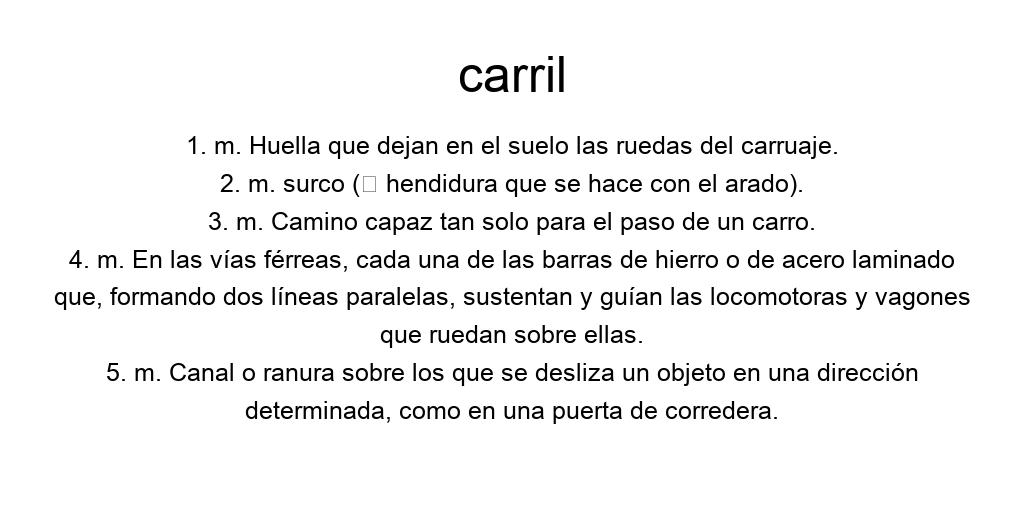 carril
1. m. Huella que dejan en el suelo las ruedas del carruaje.
2. m. surco (□ hendidura que se hace con el arado).
3. m. Camino capaz tan solo para el paso de un carro.
4. m. En las vías férreas, cada una de las barras de hierro o de acero laminado
que, formando dos líneas paralelas, sustentan y guían las locomotoras y vagones
que ruedan sobre ellas.
5. m. Canal o ranura sobre los que se desliza un objeto en una dirección
determinada, como en una puerta de corredera.